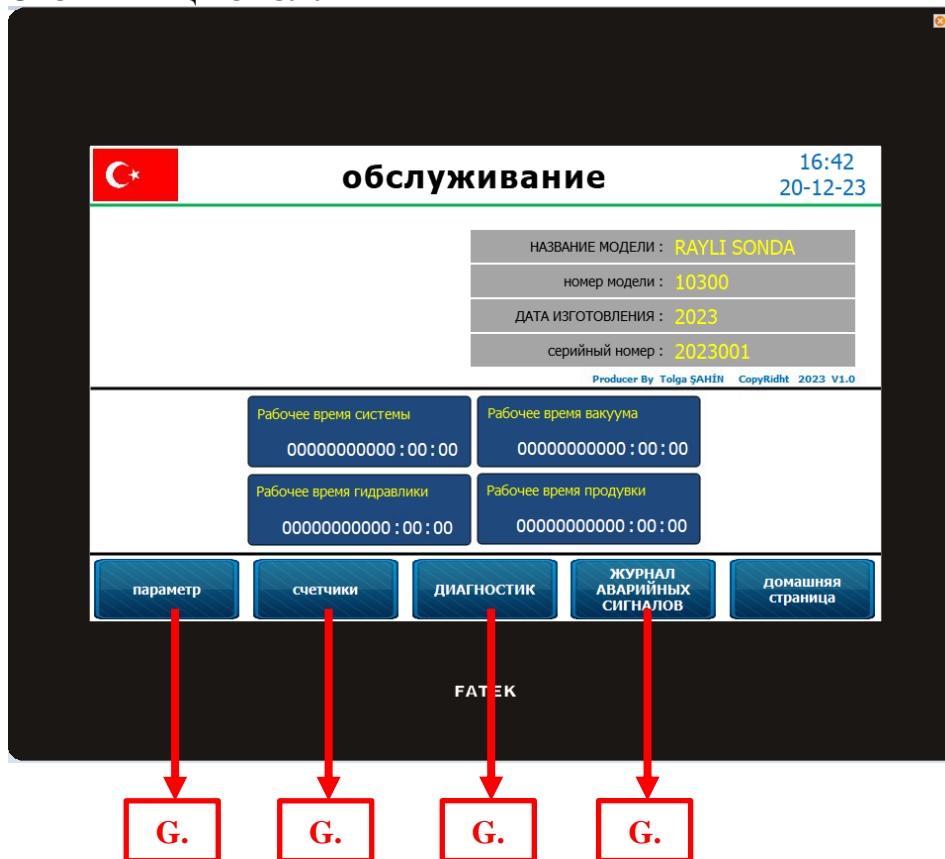 обслуживание
16:42
20-12-23
НАЗВАНИЕ МОДЕЛИ : RAYLI SONDA
номер модели : 10300
ДАТА ИЗГОТОВЛЕНИЯ : 2023
серийный номер : 2023001
Producer By Tolga ŞAHİN CopyRidht 2023 V1.0
Рабочее время системы
00000000000:00:00
Рабочее время вакуума
00000000000:00:00
Рабочее время гидравлики
00000000000:00:00
Рабочее время продувки
00000000000:00:00
параметр
счетчики
ДИАГНОСТИК
ЖУРНАЛ
АВАРИЙНЫХ
СИГНАЛОВ
домашняя
страница
FATEK
G. G. G. G.